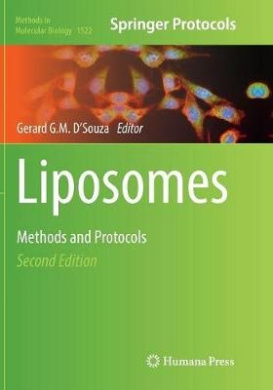 Methods in
Molecular Biology 1522
Springer Protocols
Gerard G.M. D'Souza Editor
Liposomes
Methods and Protocols
Second Edition
Humana Press